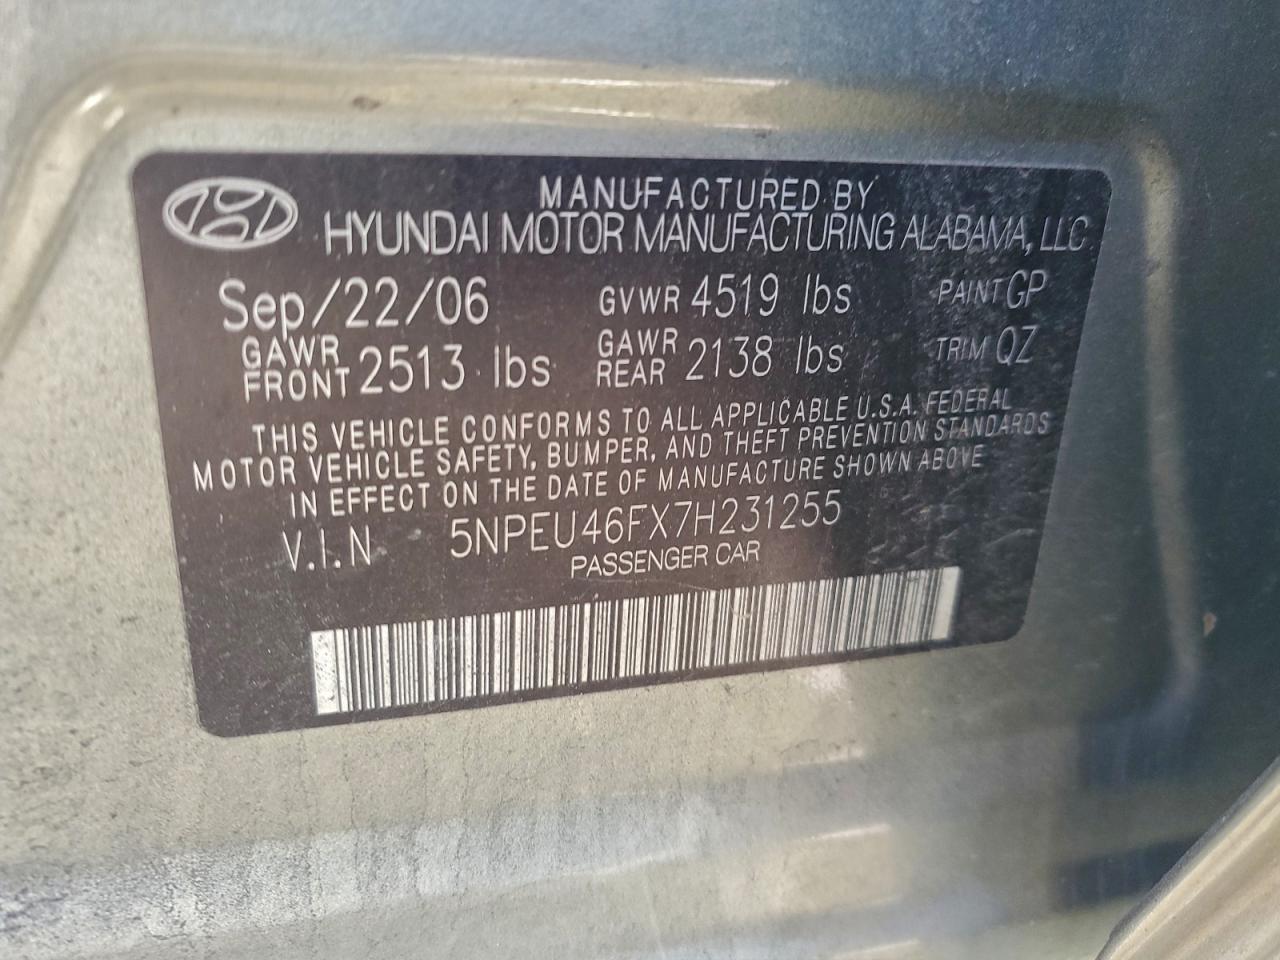 MANUFACTURED BY
HYUNDAI MOTOR MANUFACTURING ALABAMA, LLC
Sep/22/06 GVWR 4519 lbs PAINT GP
GAWR FRONT 2513 lbs GAWR REAR 2138 lbs TRIM QZ
THIS VEHICLE CONFORMS TO ALL APPLICABLE U.S.A. FEDERAL
MOTOR VEHICLE SAFETY, BUMPER, AND THEFT PREVENTION STANDARDS
IN EFFECT ON THE DATE OF MANUFACTURE SHOWN ABOVE
V.I.N 5NPEU46FX7H231255
PASSENGER CAR